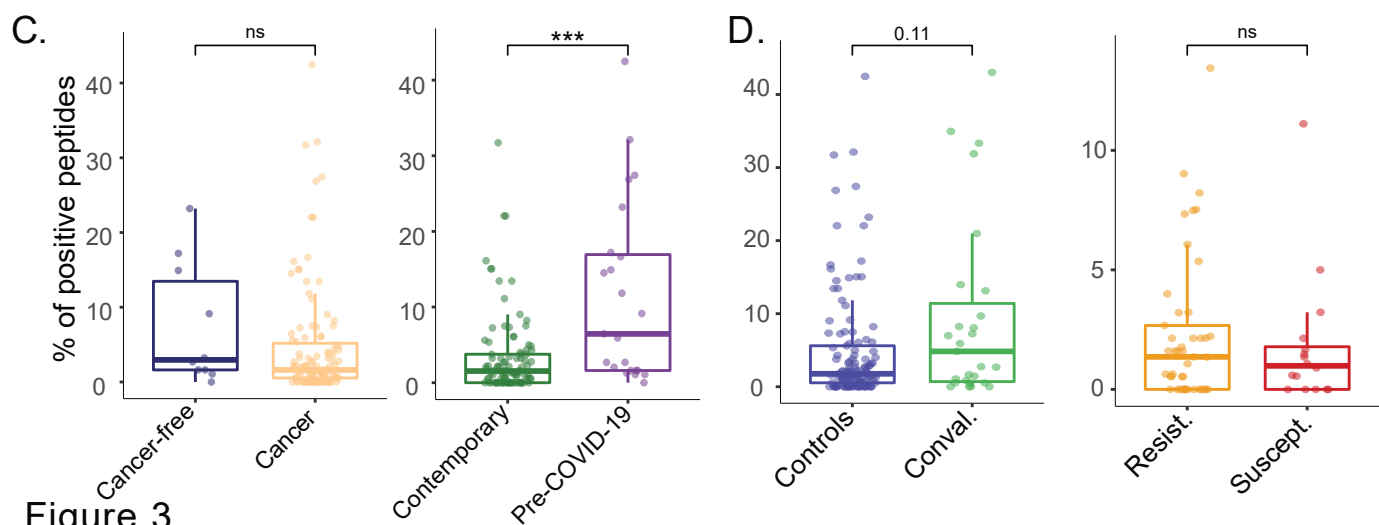 C.
ns
***
D.
0.11
ns
% of positive peptides
40
30
20
10
0
Cancer-free
Cancer
40
30
20
10
0
Contemporary
Pre-COVID-19
40
30
20
10
0
Controls
Conval.
10
5
0
Resist.
Suscept.
Figure 3